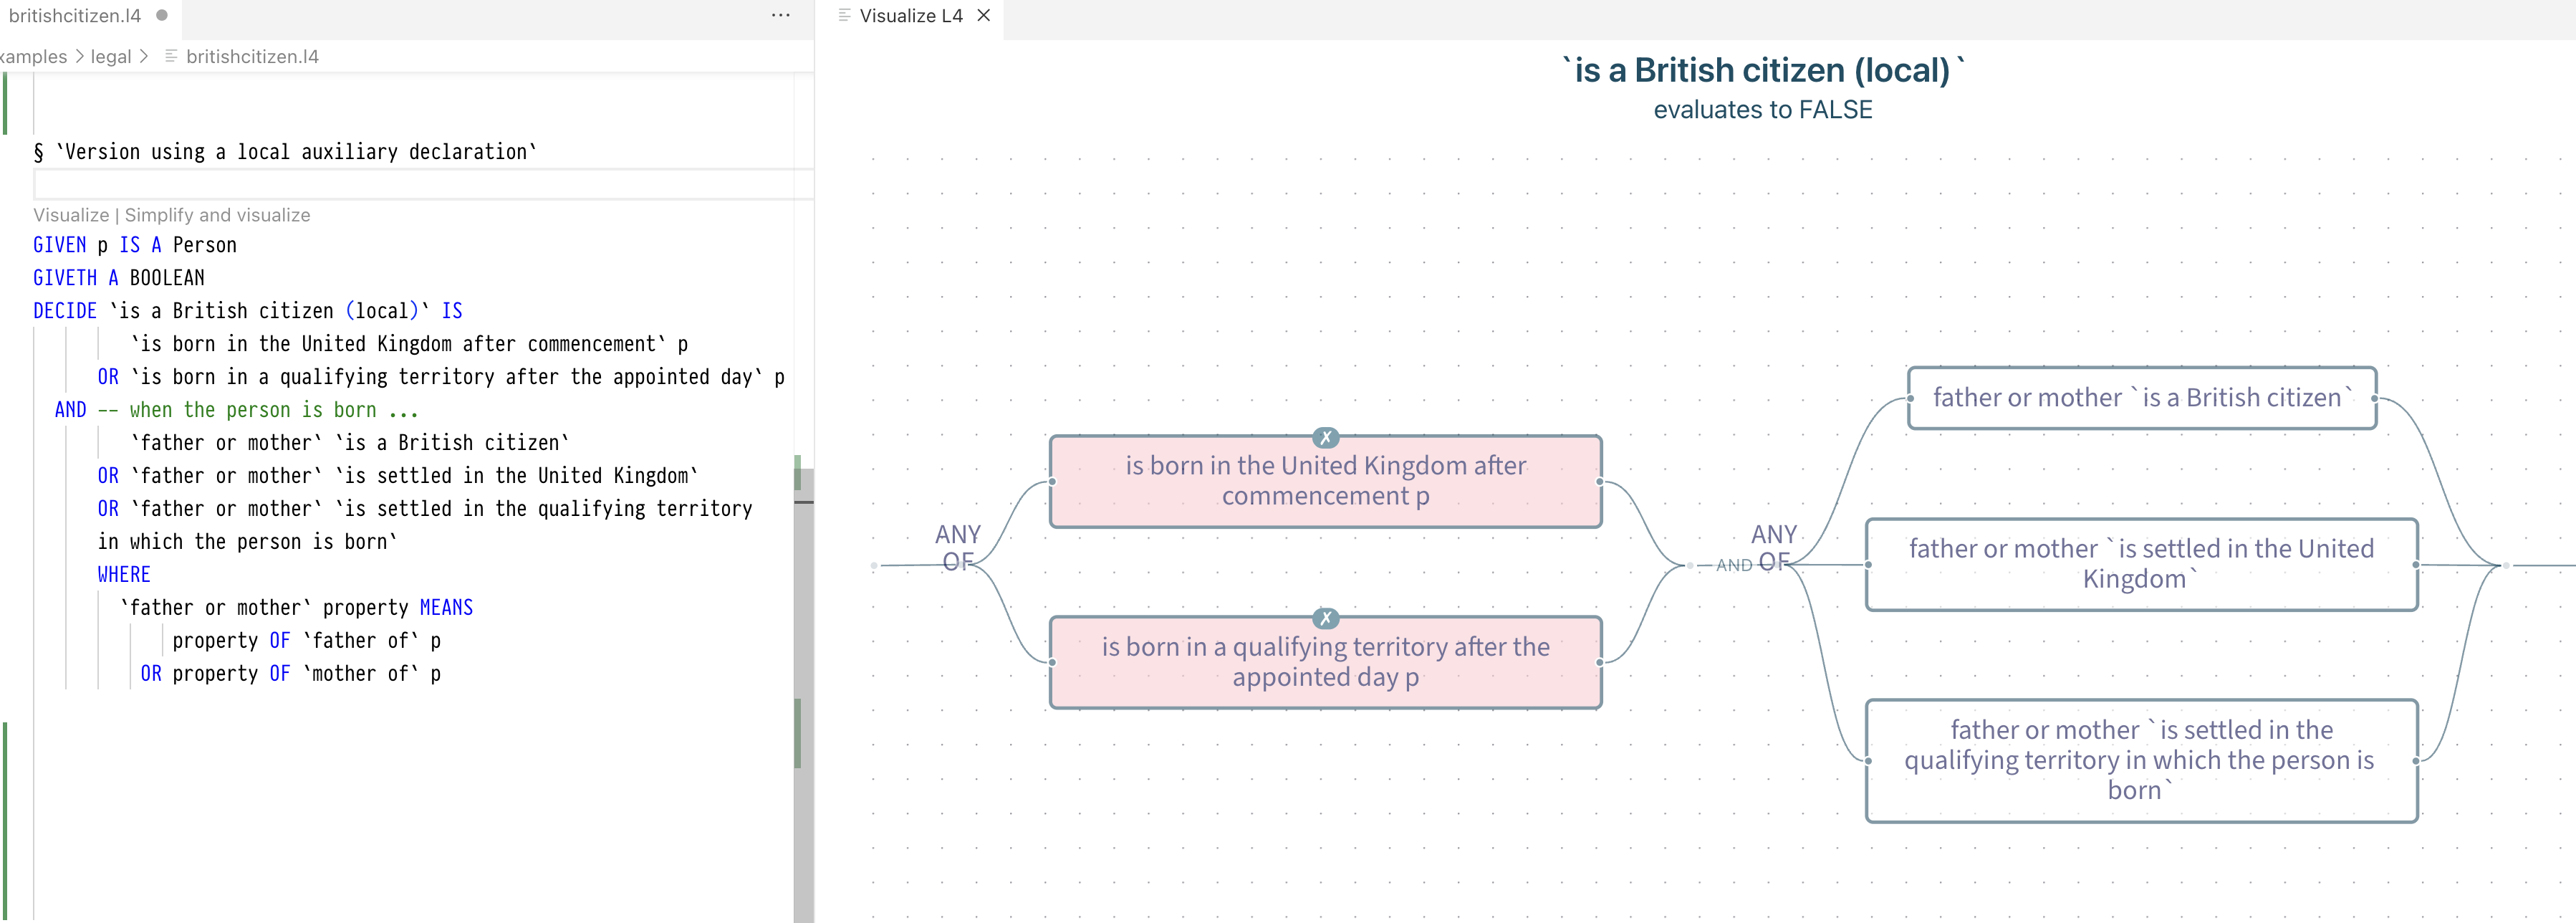 britishcitizen.l4 ● ···
xamples > legal > britishcitizen.l4
§ `Version using a local auxiliary declaration`
Visualize | Simplify and visualize
GIVEN p IS A Person
GIVETH A BOOLEAN
DECIDE `is a British citizen (local)` IS
`is born in the United Kingdom after commencement` p
OR `is born in a qualifying territory after the appointed day` p
AND -- when the person is born ...
`father or mother` `is a British citizen`
OR `father or mother` `is settled in the United Kingdom`
OR `father or mother` `is settled in the qualifying territory
in which the person is born`
WHERE
`father or mother` property MEANS
property OF `father of` p
OR property OF `mother of` p
Visualize L4 ×
`is a British citizen (local)`
evaluates to FALSE
ANY
OF
X
is born in the United Kingdom after
commencement p
X
is born in a qualifying territory after the
appointed day p
AND
ANY
OF
father or mother `is a British citizen`
father or mother `is settled in the United
Kingdom`
father or mother `is settled in the
qualifying territory in which the person is
born`